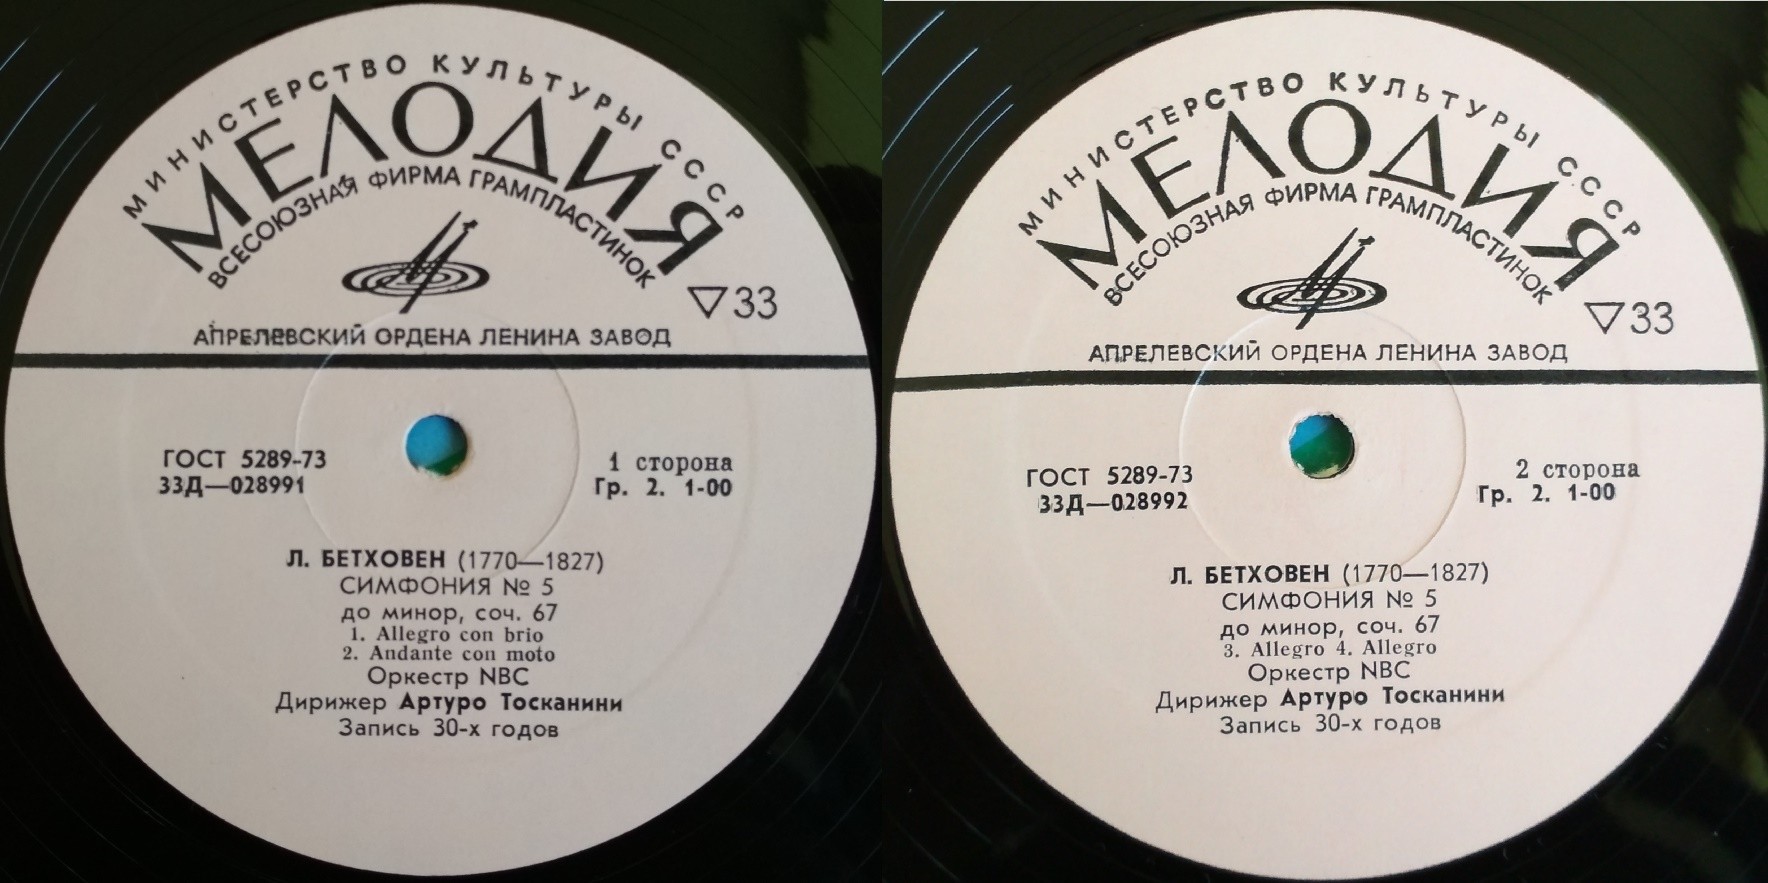 МИНИСТЕРСТВО КУЛЬТУРЫ СССР
МЕЛОДИЯ
ВСЕСОЮЗНАЯ ФИРМА ГРАМПЛАСТИНОК
▽33
АПРЕЛЕВСКИЙ ОРДЕНА ЛЕНИНА ЗАВОД
ГОСТ 5289-73
33Д—028991
1 сторона
Гр. 2. 1-00
Л. БЕТХОВЕН (1770—1827)
СИМФОНИЯ № 5
до минор, соч. 67
1. Allegro con brio
2. Andante con moto
Оркестр NBC
Дирижер Артуро Тосканини
Запись 30-х годов
МИНИСТЕРСТВО КУЛЬТУРЫ СССР
МЕЛОДИЯ
ВСЕСОЮЗНАЯ ФИРМА ГРАМПЛАСТИНОК
▽33
АПРЕЛЕВСКИЙ ОРДЕНА ЛЕНИНА ЗАВОД
ГОСТ 5289-73
33Д—028992
2 сторона
Гр. 2. 1-00
Л. БЕТХОВЕН (1770—1827)
СИМФОНИЯ № 5
до минор, соч. 67
3. Allegro 4. Allegro
Оркестр NBC
Дирижер Артуро Тосканини
Запись 30-х годов